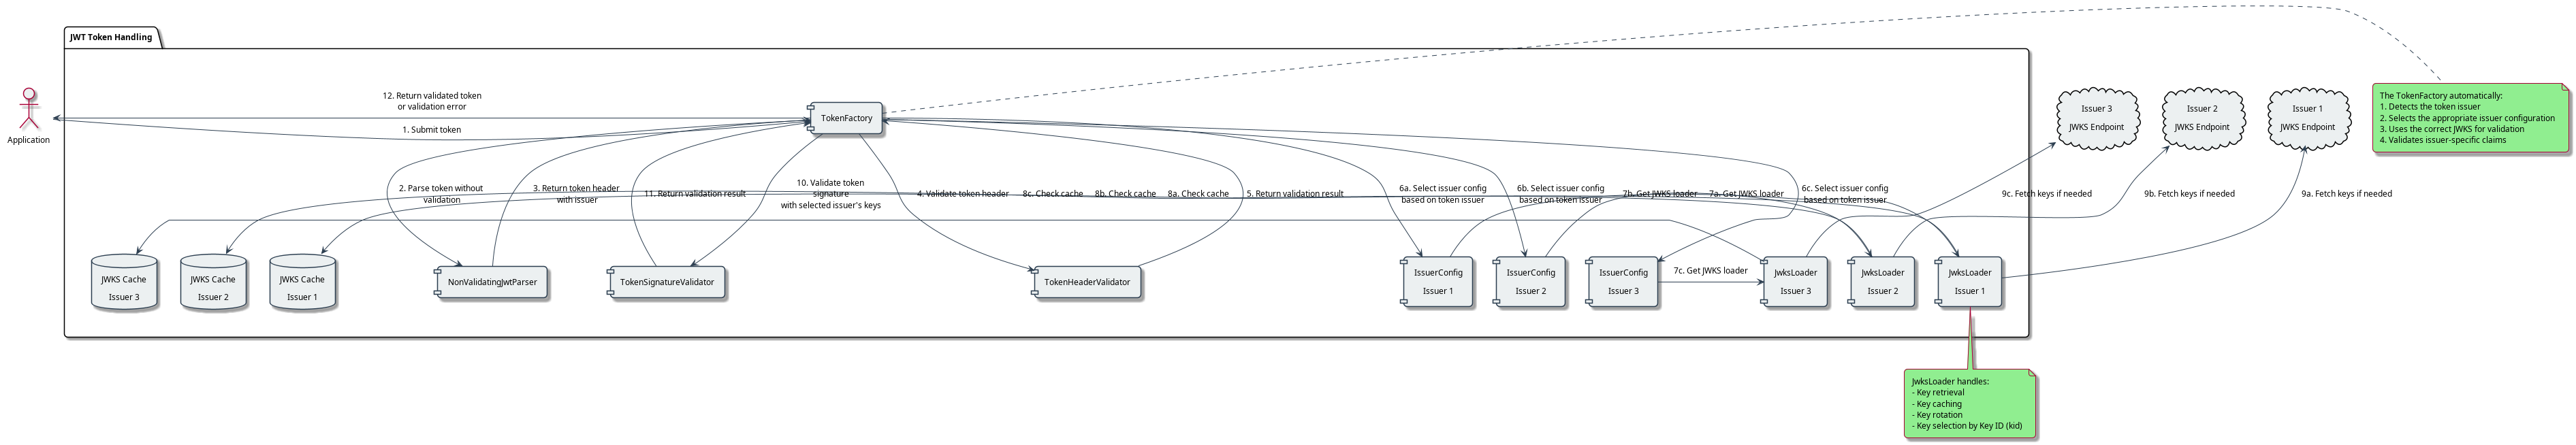 JWT Token Handling
Application
12. Return validated token
or validation error
1. Submit token
TokenFactory
Issuer 3
JWKS Endpoint
Issuer 2
JWKS Endpoint
Issuer 1
JWKS Endpoint
The TokenFactory automatically:
1. Detects the token issuer
2. Selects the appropriate issuer configuration
3. Uses the correct JWKS for validation
4. Validates issuer-specific claims
2. Parse token without
validation
3. Return token header
with issuer
11. Return validation result
10. Validate token
signature
with selected issuer's keys
4. Validate token header
8c. Check cache
8b. Check cache
8a. Check cache
5. Return validation result
6a. Select issuer config
based on token issuer
6b. Select issuer config
based on token issuer
7b. Get JWKS loader
7a. Get JWKS loader
6c. Select issuer config
based on token issuer
9c. Fetch keys if needed
9b. Fetch keys if needed
9a. Fetch keys if needed
JWKS Cache
Issuer 3
JWKS Cache
Issuer 2
JWKS Cache
Issuer 1
NonValidatingJwtParser
TokenSignatureValidator
TokenHeaderValidator
IssuerConfig
Issuer 1
IssuerConfig
Issuer 2
IssuerConfig
Issuer 3
7c. Get JWKS loader
JwksLoader
Issuer 3
JwksLoader
Issuer 2
JwksLoader
Issuer 1
JwksLoader handles:
- Key retrieval
- Key caching
- Key rotation
- Key selection by Key ID (kid)